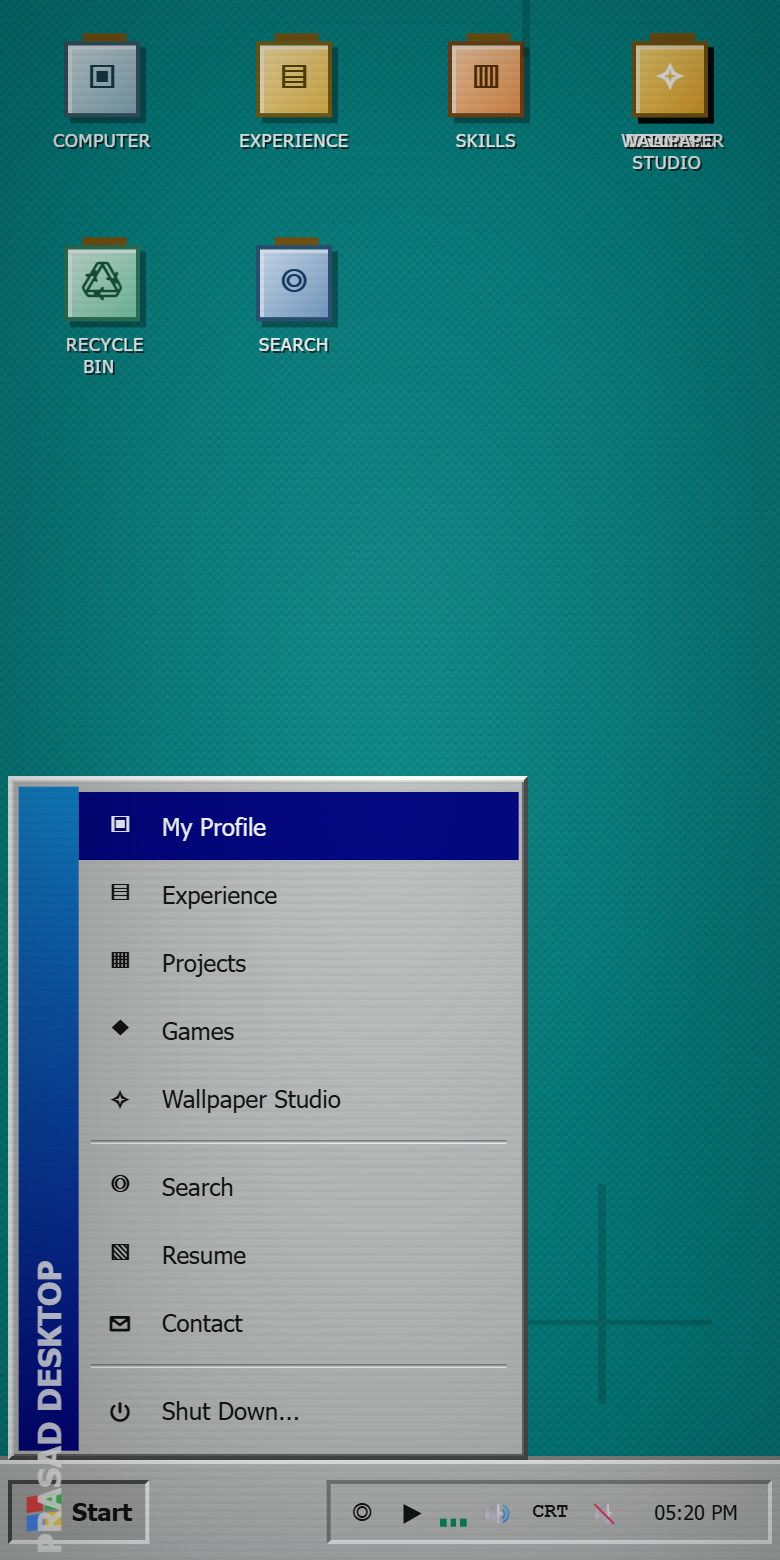 COMPUTER
EXPERIENCE
SKILLS
WALLPAPER
STUDIO
RECYCLE
BIN
SEARCH
My Profile
Experience
Projects
Games
Wallpaper Studio
Search
Resume
Contact
Shut Down...
PRASAD DESKTOP
Start
CRT
05:20 PM